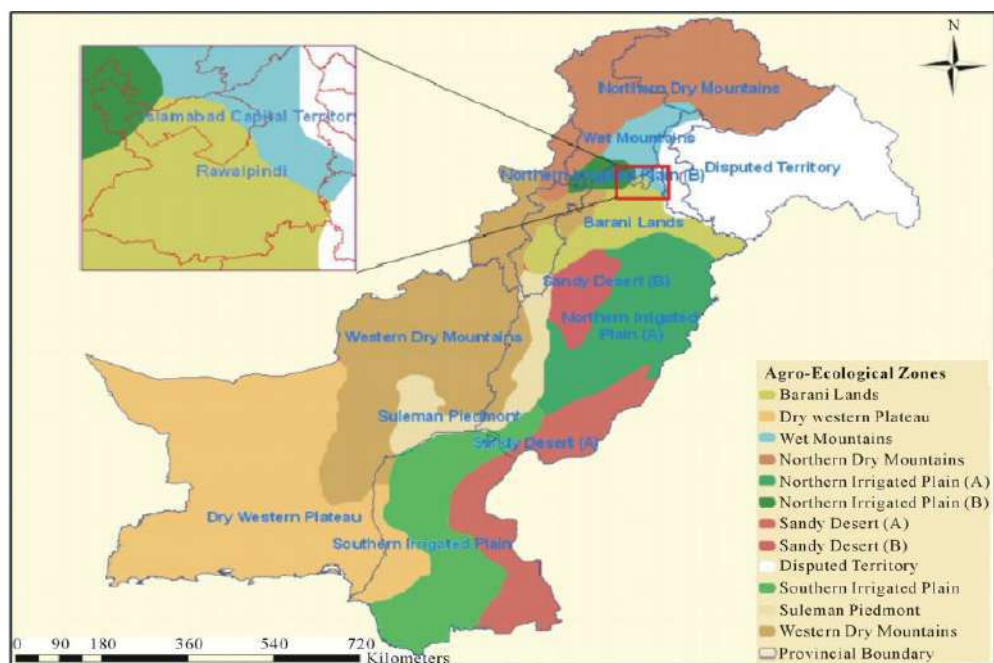 N
Islamabad Capital Territory
Rawalpindi
Northern Dry Mountains
Wet Mountains
Northern Irrigated Plain (B)
Disputed Territory
Barani Lands
Sandy Desert (B)
Northern Irrigated
Plain (A)
Western Dry Mountains
Suleman Piedmont
Sandy Desert (A)
Dry Western Plateau
Southern Irrigated Plain
Agro-Ecological Zones
Barani Lands
Dry western Plateau
Wet Mountains
Northern Dry Mountains
Northern Irrigated Plain (A)
Northern Irrigated Plain (B)
Sandy Desert (A)
Sandy Desert (B)
Disputed Territory
Southern Irrigated Plain
Suleman Piedmont
Western Dry Mountains
Provincial Boundary
0 90 180 360 540 720
Kilometers